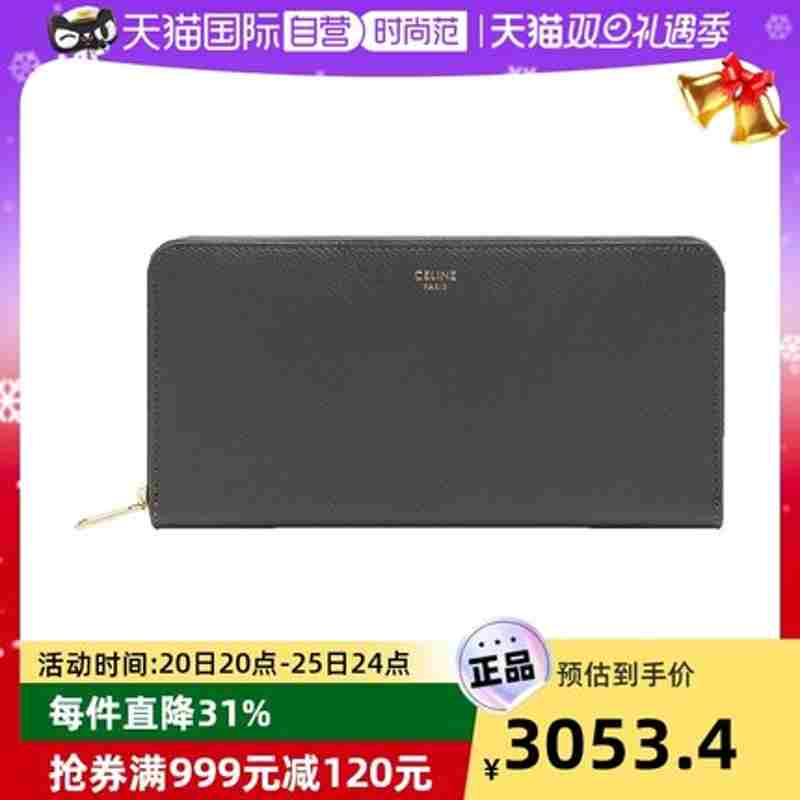 天猫国际 自营 时尚范 | 天猫双旦礼遇季
CELINE
PARIS
活动时间:20日20点-25日24点
正品
预估到手价
每件直降31%
¥3053.4
抢券满999元减120元